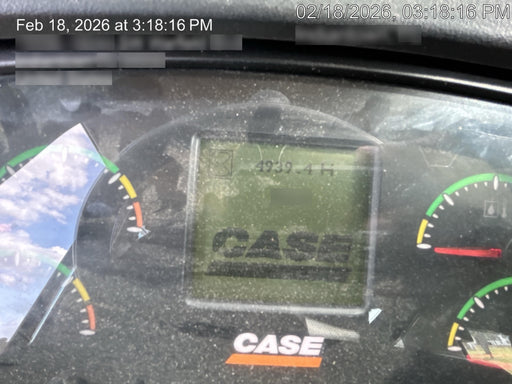 Feb 18, 2026 at 3:18:16 PM
02/18/2026, 03:18:16 PM
4939.4 H
CASE
CASE